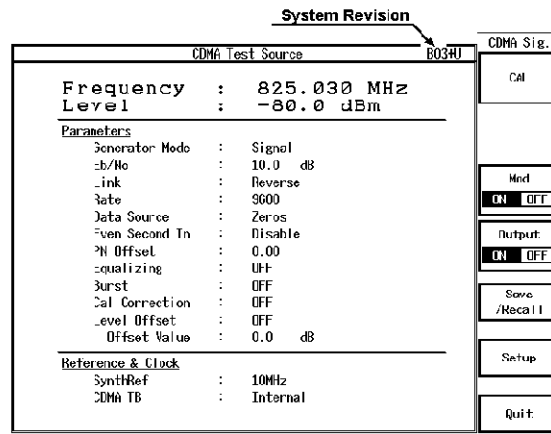 System Revision
CDMA Test Source B03+U
CDMA Sig.
Frequency : 825.030 MHz
Level : -80.0 dBm
Parameters
Generator Mode : Signal
Eb/No : 10.0 dB
Link : Reverse
Rate : 9600
Data Source : Zeros
Even Second In : Disable
PN Offset : 0.00
Equalizing : OFF
Burst : OFF
Cal Correction : OFF
Level Offset : OFF
Offset Value : 0.0 dB
Reference & Clock
SynthRef : 10MHz
CDMA TB : Internal
CAL
Mod
ON OFF
Output
ON OFF
Save
/Recall
Setup
Quit